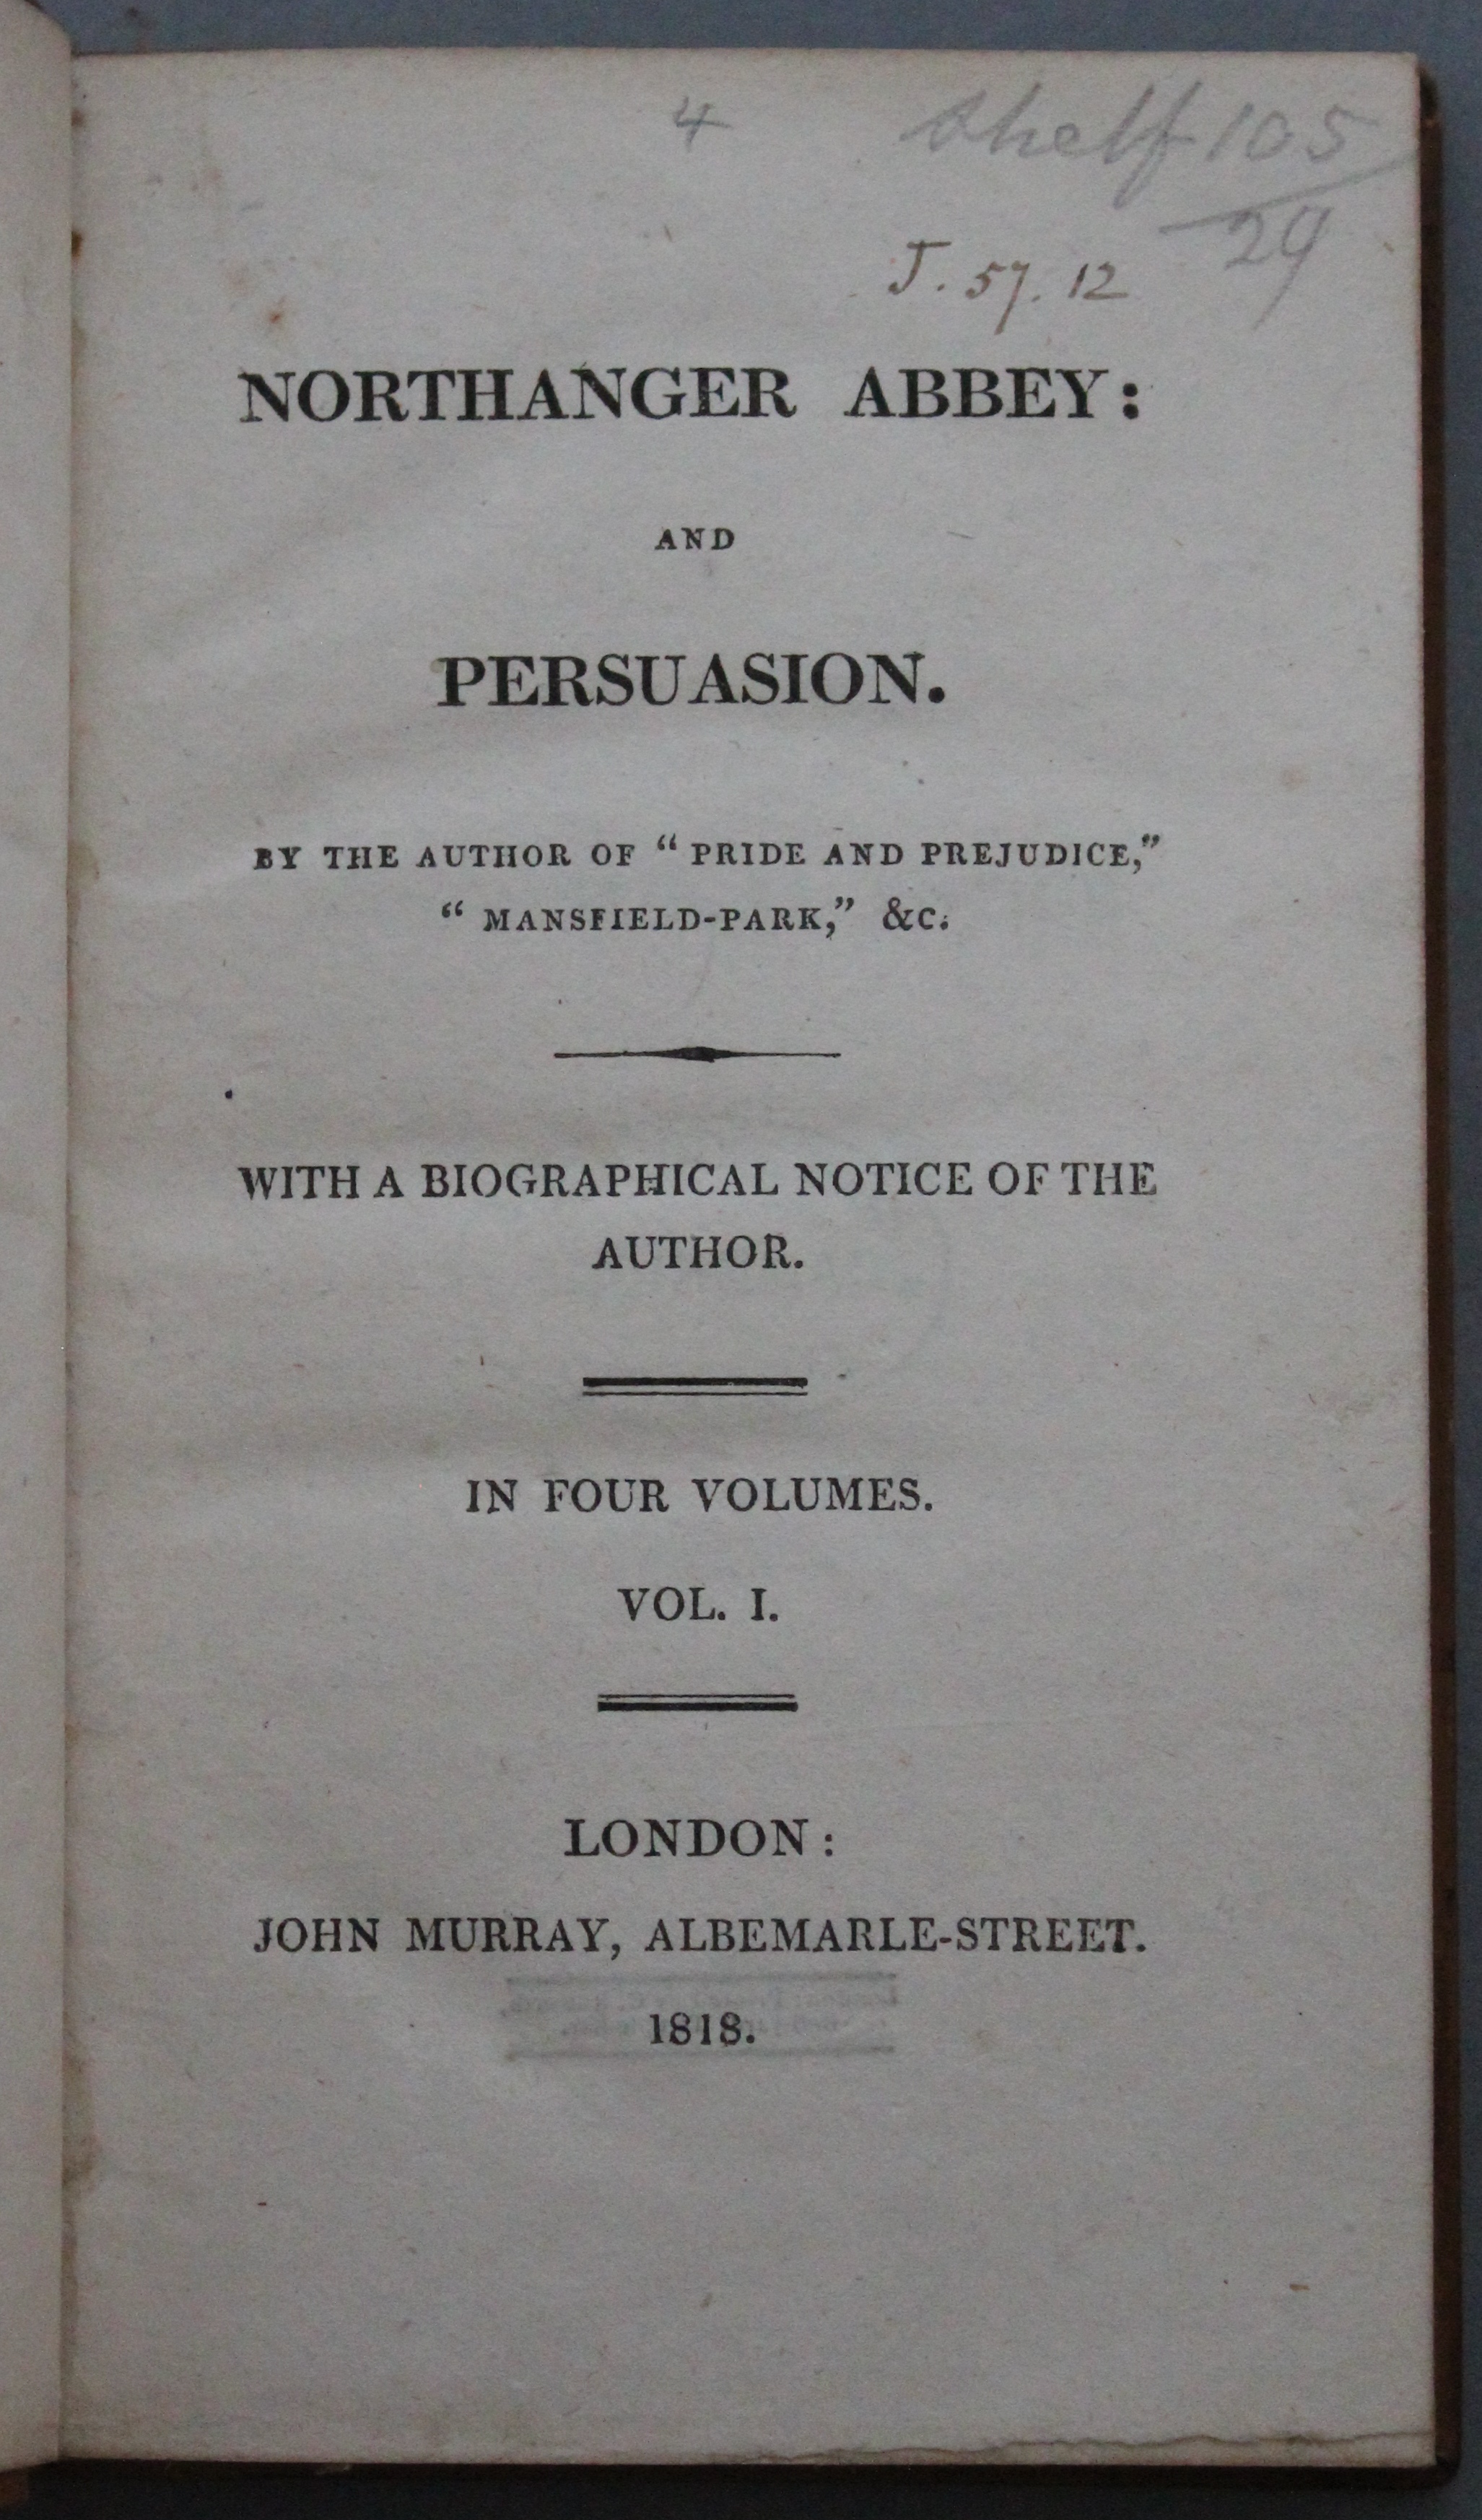 4 shelf 105
29
J. 57. 12
NORTHANGER ABBEY:
AND
PERSUASION.
BY THE AUTHOR OF “ PRIDE AND PREJUDICE,”
“ MANSFIELD-PARK,” &C.
WITH A BIOGRAPHICAL NOTICE OF THE
AUTHOR.
IN FOUR VOLUMES.
VOL. I.
LONDON:
JOHN MURRAY, ALBEMARLE-STREET.
1818.